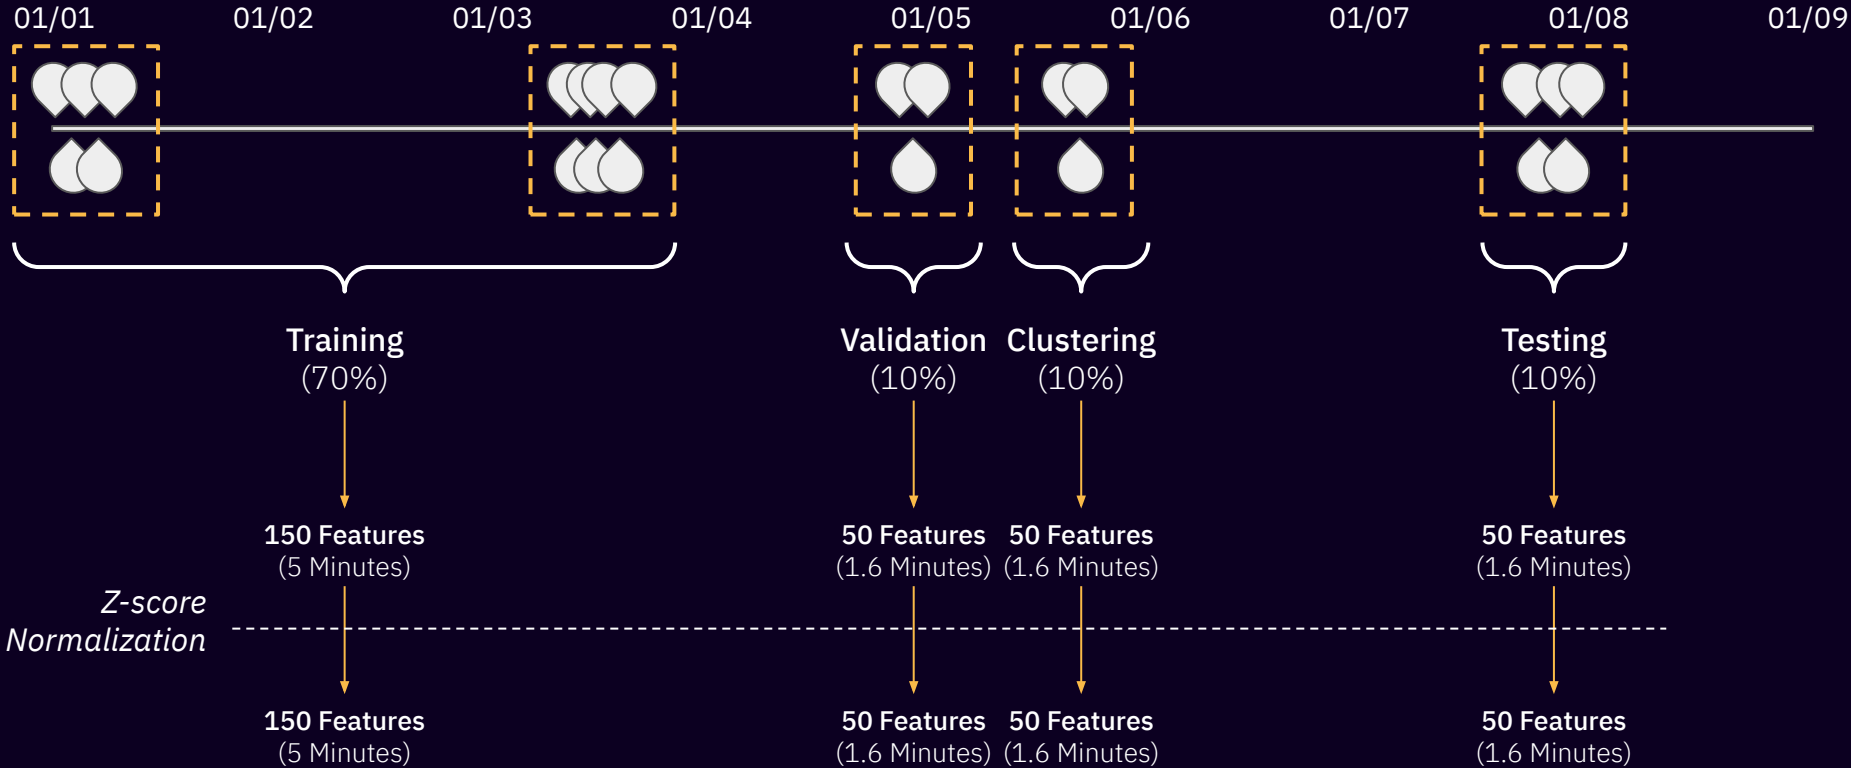 01/01 01/02 01/03 01/04 01/05 01/06 01/07 01/08 01/09
Training Validation Clustering Testing
(70%) (10%) (10%) (10%)
150 Features 50 Features 50 Features 50 Features
(5 Minutes) (1.6 Minutes) (1.6 Minutes) (1.6 Minutes)
Z-score
Normalization
150 Features 50 Features 50 Features 50 Features
(5 Minutes) (1.6 Minutes) (1.6 Minutes) (1.6 Minutes)